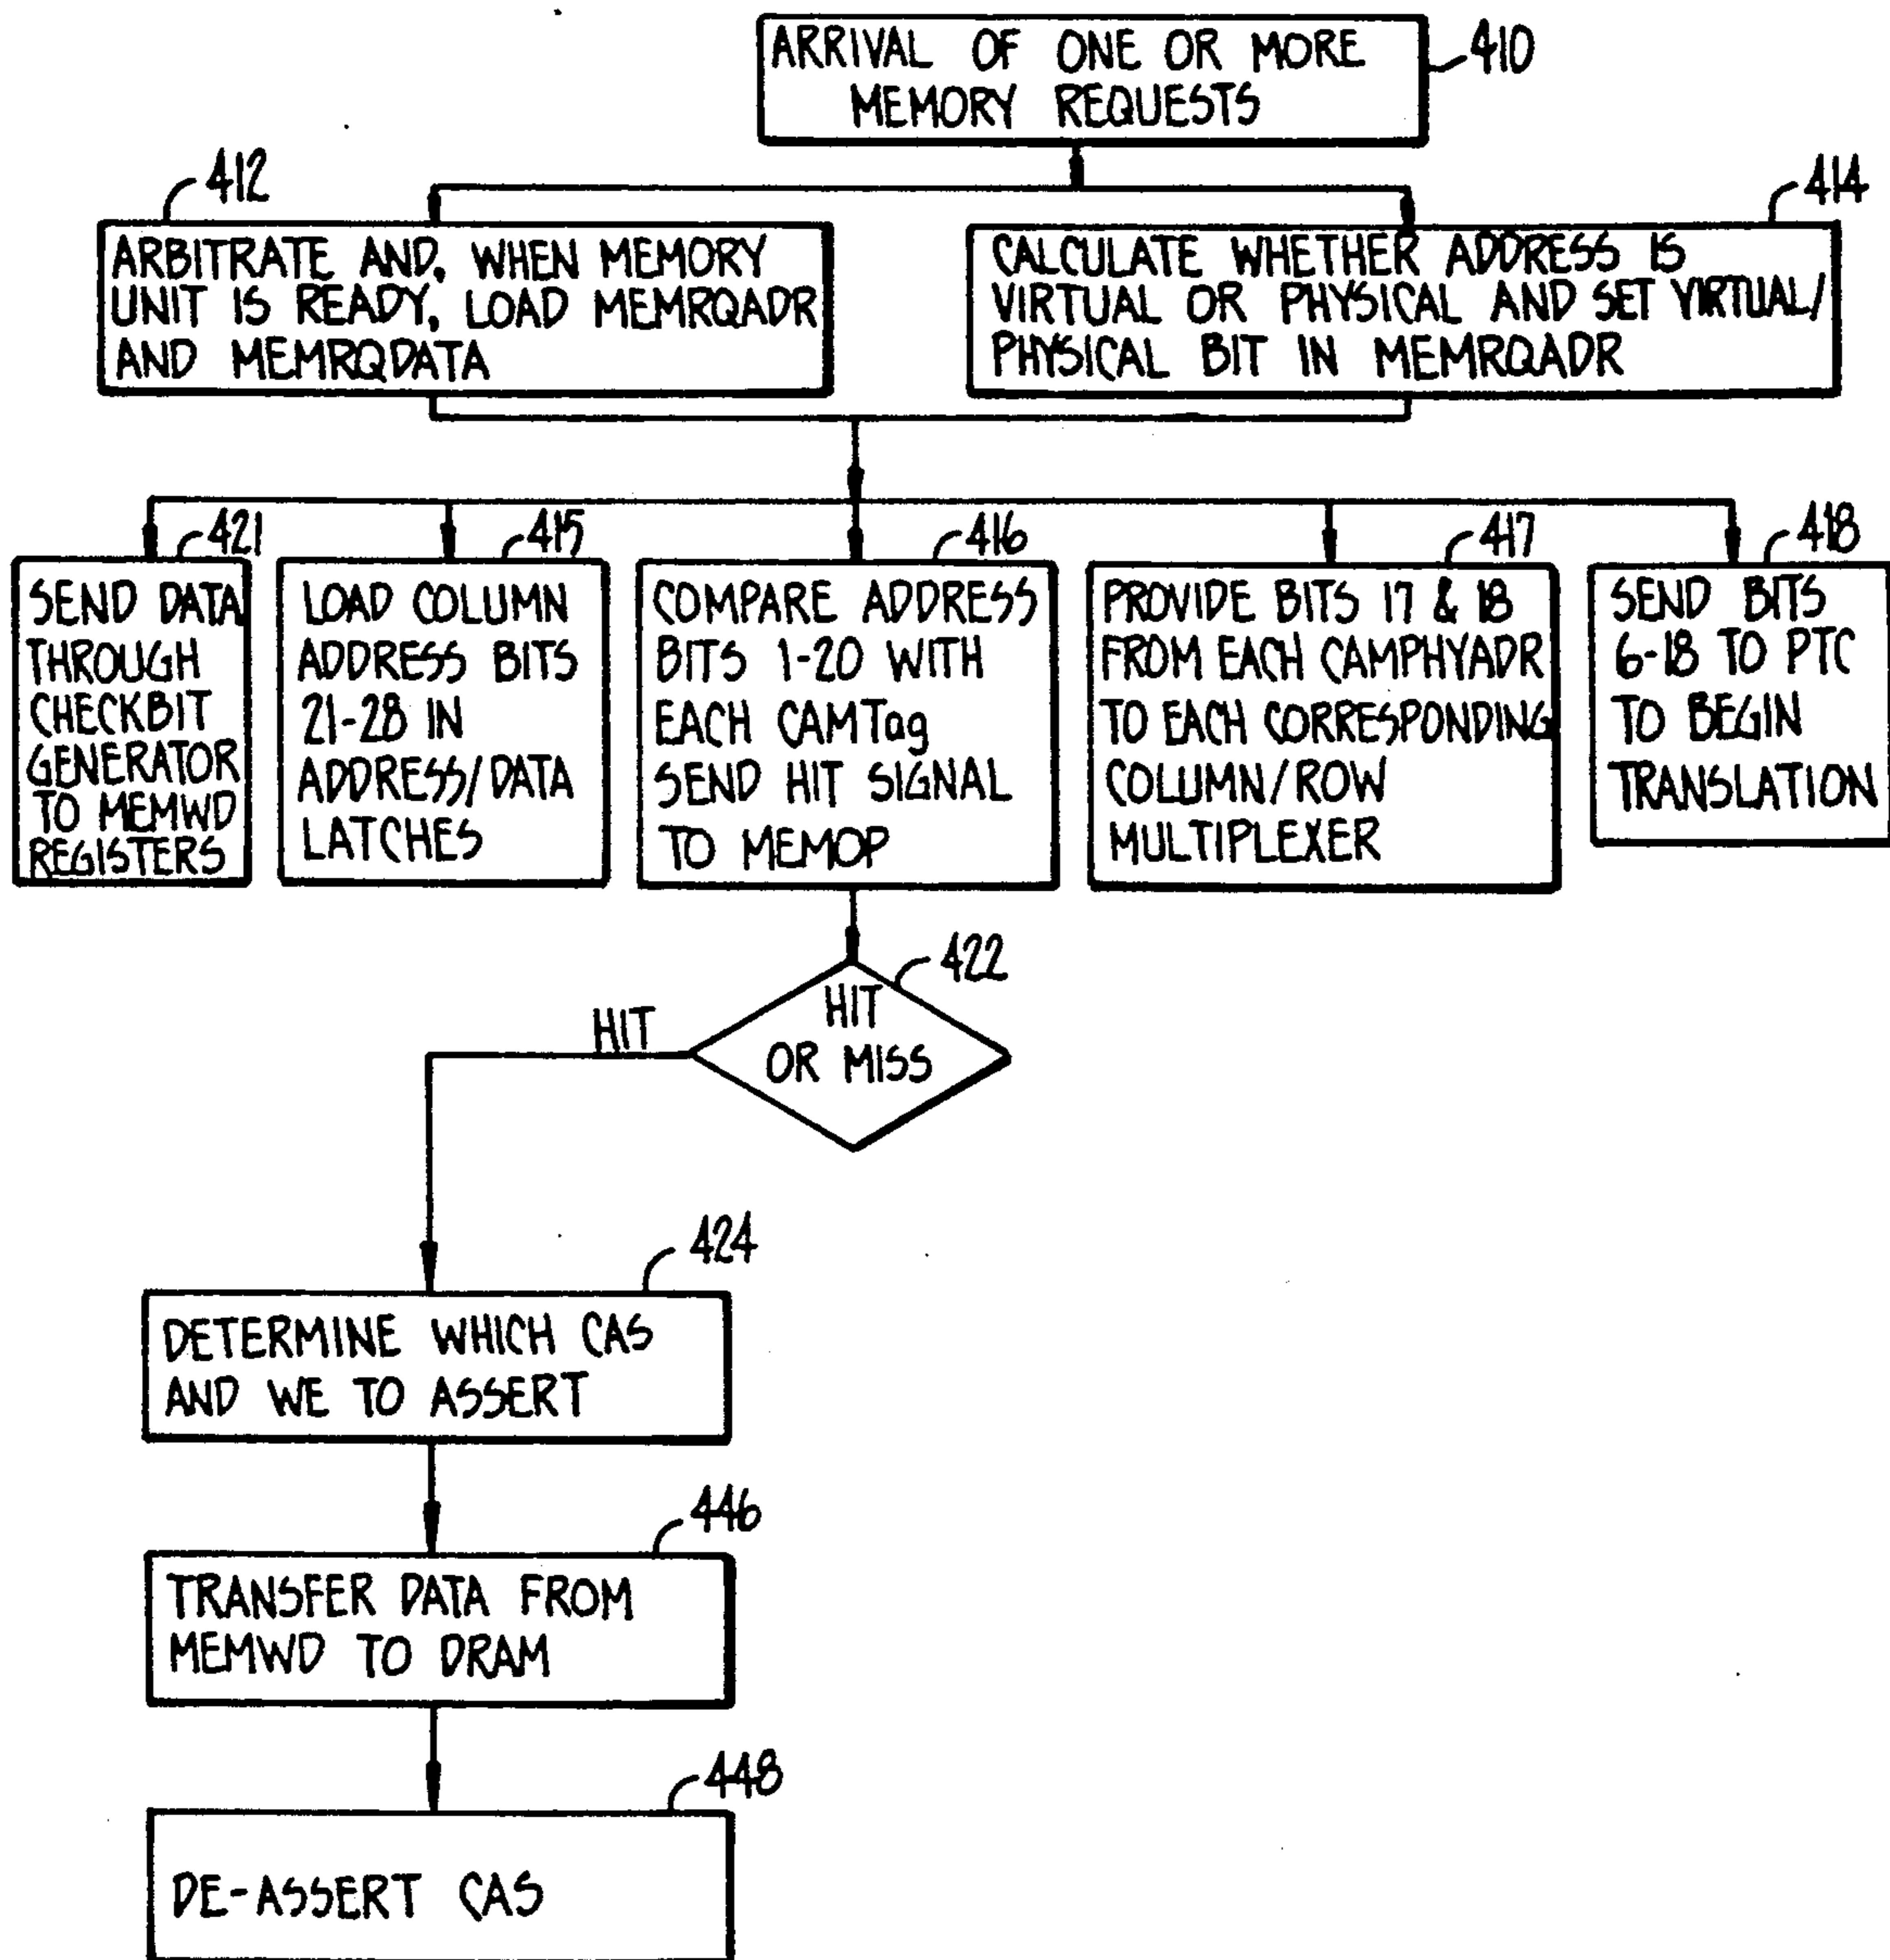 ARRIVAL OF ONE OR MORE
MEMORY REQUESTS
410
412
ARBITRATE AND, WHEN MEMORY
UNIT IS READY, LOAD MEMRQADR
AND MEMRQDATA
414
CALCULATE WHETHER ADDRESS IS
VIRTUAL OR PHYSICAL AND SET VIRTUAL/
PHYSICAL BIT IN MEMRQADR
421
SEND DATA
THROUGH
CHECKBIT
GENERATOR
TO MEMWD
REGISTERS
415
LOAD COLUMN
ADDRESS BITS
21-28 IN
ADDRESS/DATA
LATCHES
416
COMPARE ADDRESS
BITS 1-20 WITH
EACH CAMTag
SEND HIT SIGNAL
TO MEMOP
417
PROVIDE BITS 17 & 18
FROM EACH CAMPHYADR
TO EACH CORRESPONDING
COLUMN/ROW
MULTIPLEXER
418
SEND BITS
6-18 TO PTC
TO BEGIN
TRANSLATION
422
HIT
OR MISS
HIT
424
DETERMINE WHICH CAS
AND WE TO ASSERT
446
TRANSFER DATA FROM
MEMWD TO DRAM
448
DE-ASSERT CAS